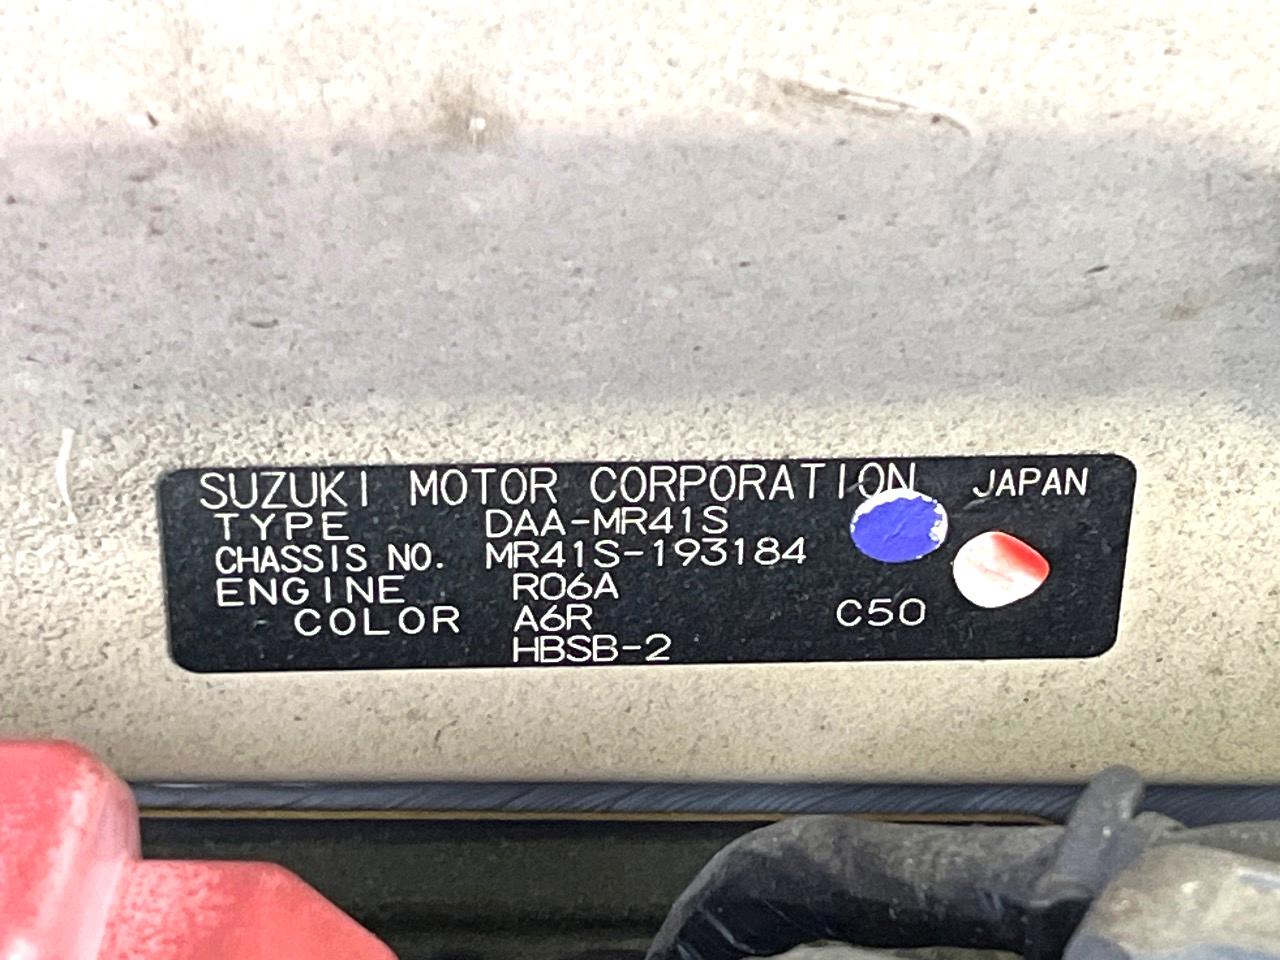 SUZUKI MOTOR CORPORATION JAPAN
TYPE DAA-MR41S
CHASSIS NO. MR41S-193184
ENGINE R06A
COLOR A6R C50
HBSB-2